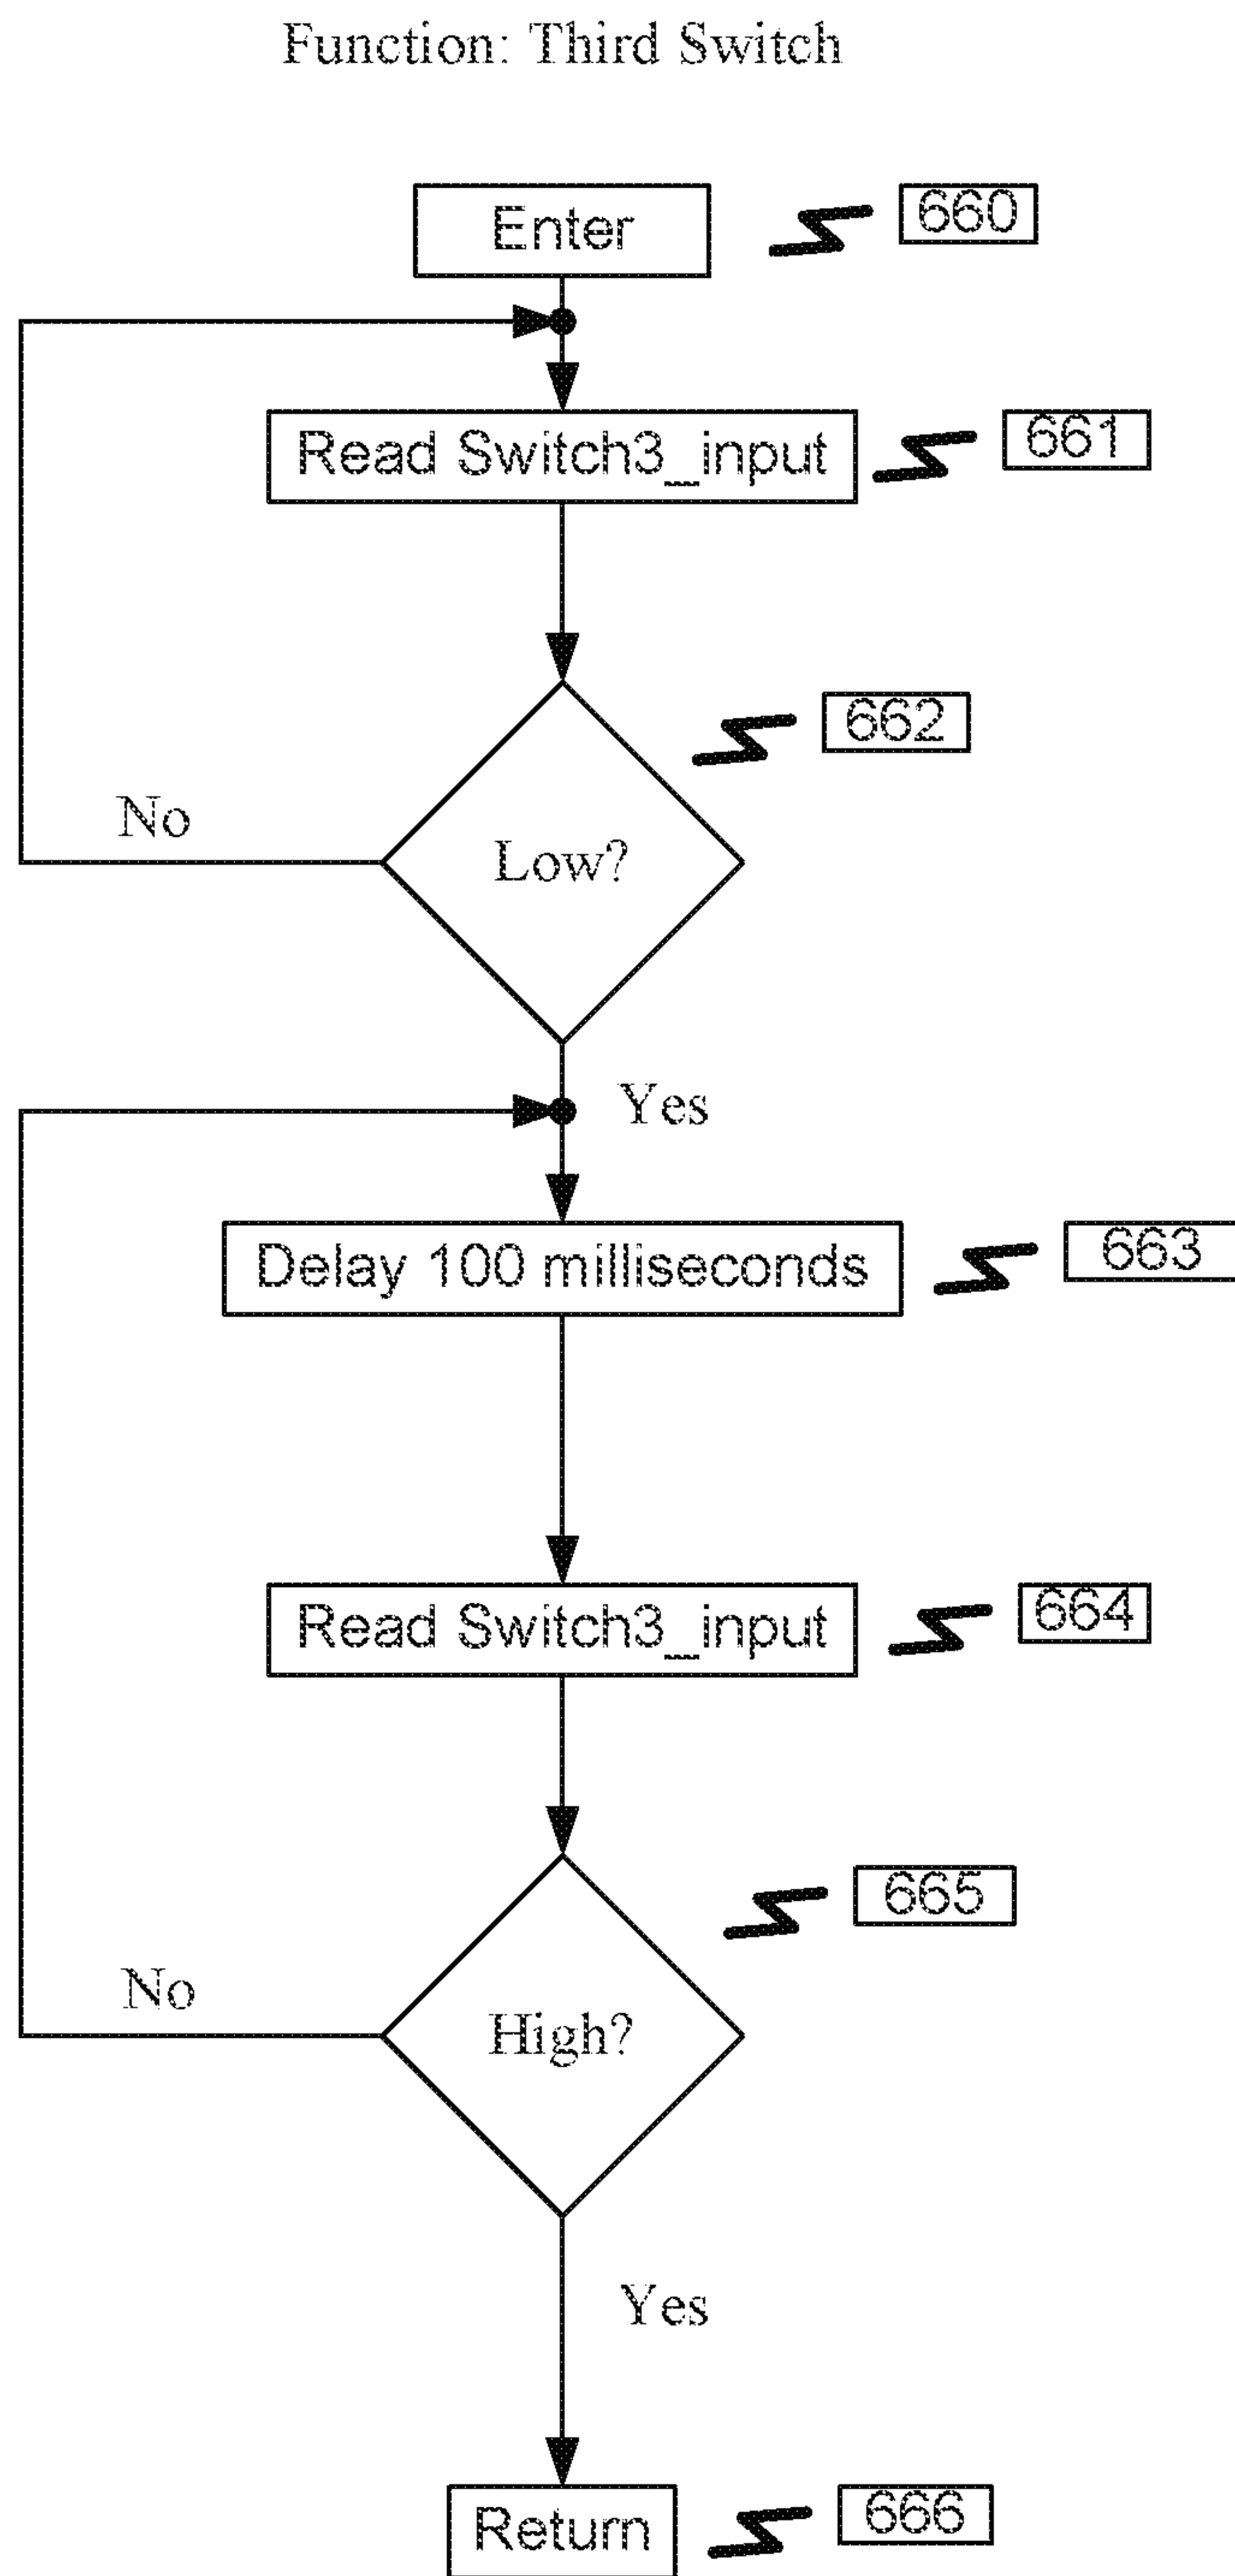 Function: Third Switch
Enter
660
Read Switch3_input
661
662
No
Low?
Yes
Delay 100 milliseconds
663
Read Switch3_input
664
665
No
High?
Yes
Return
666